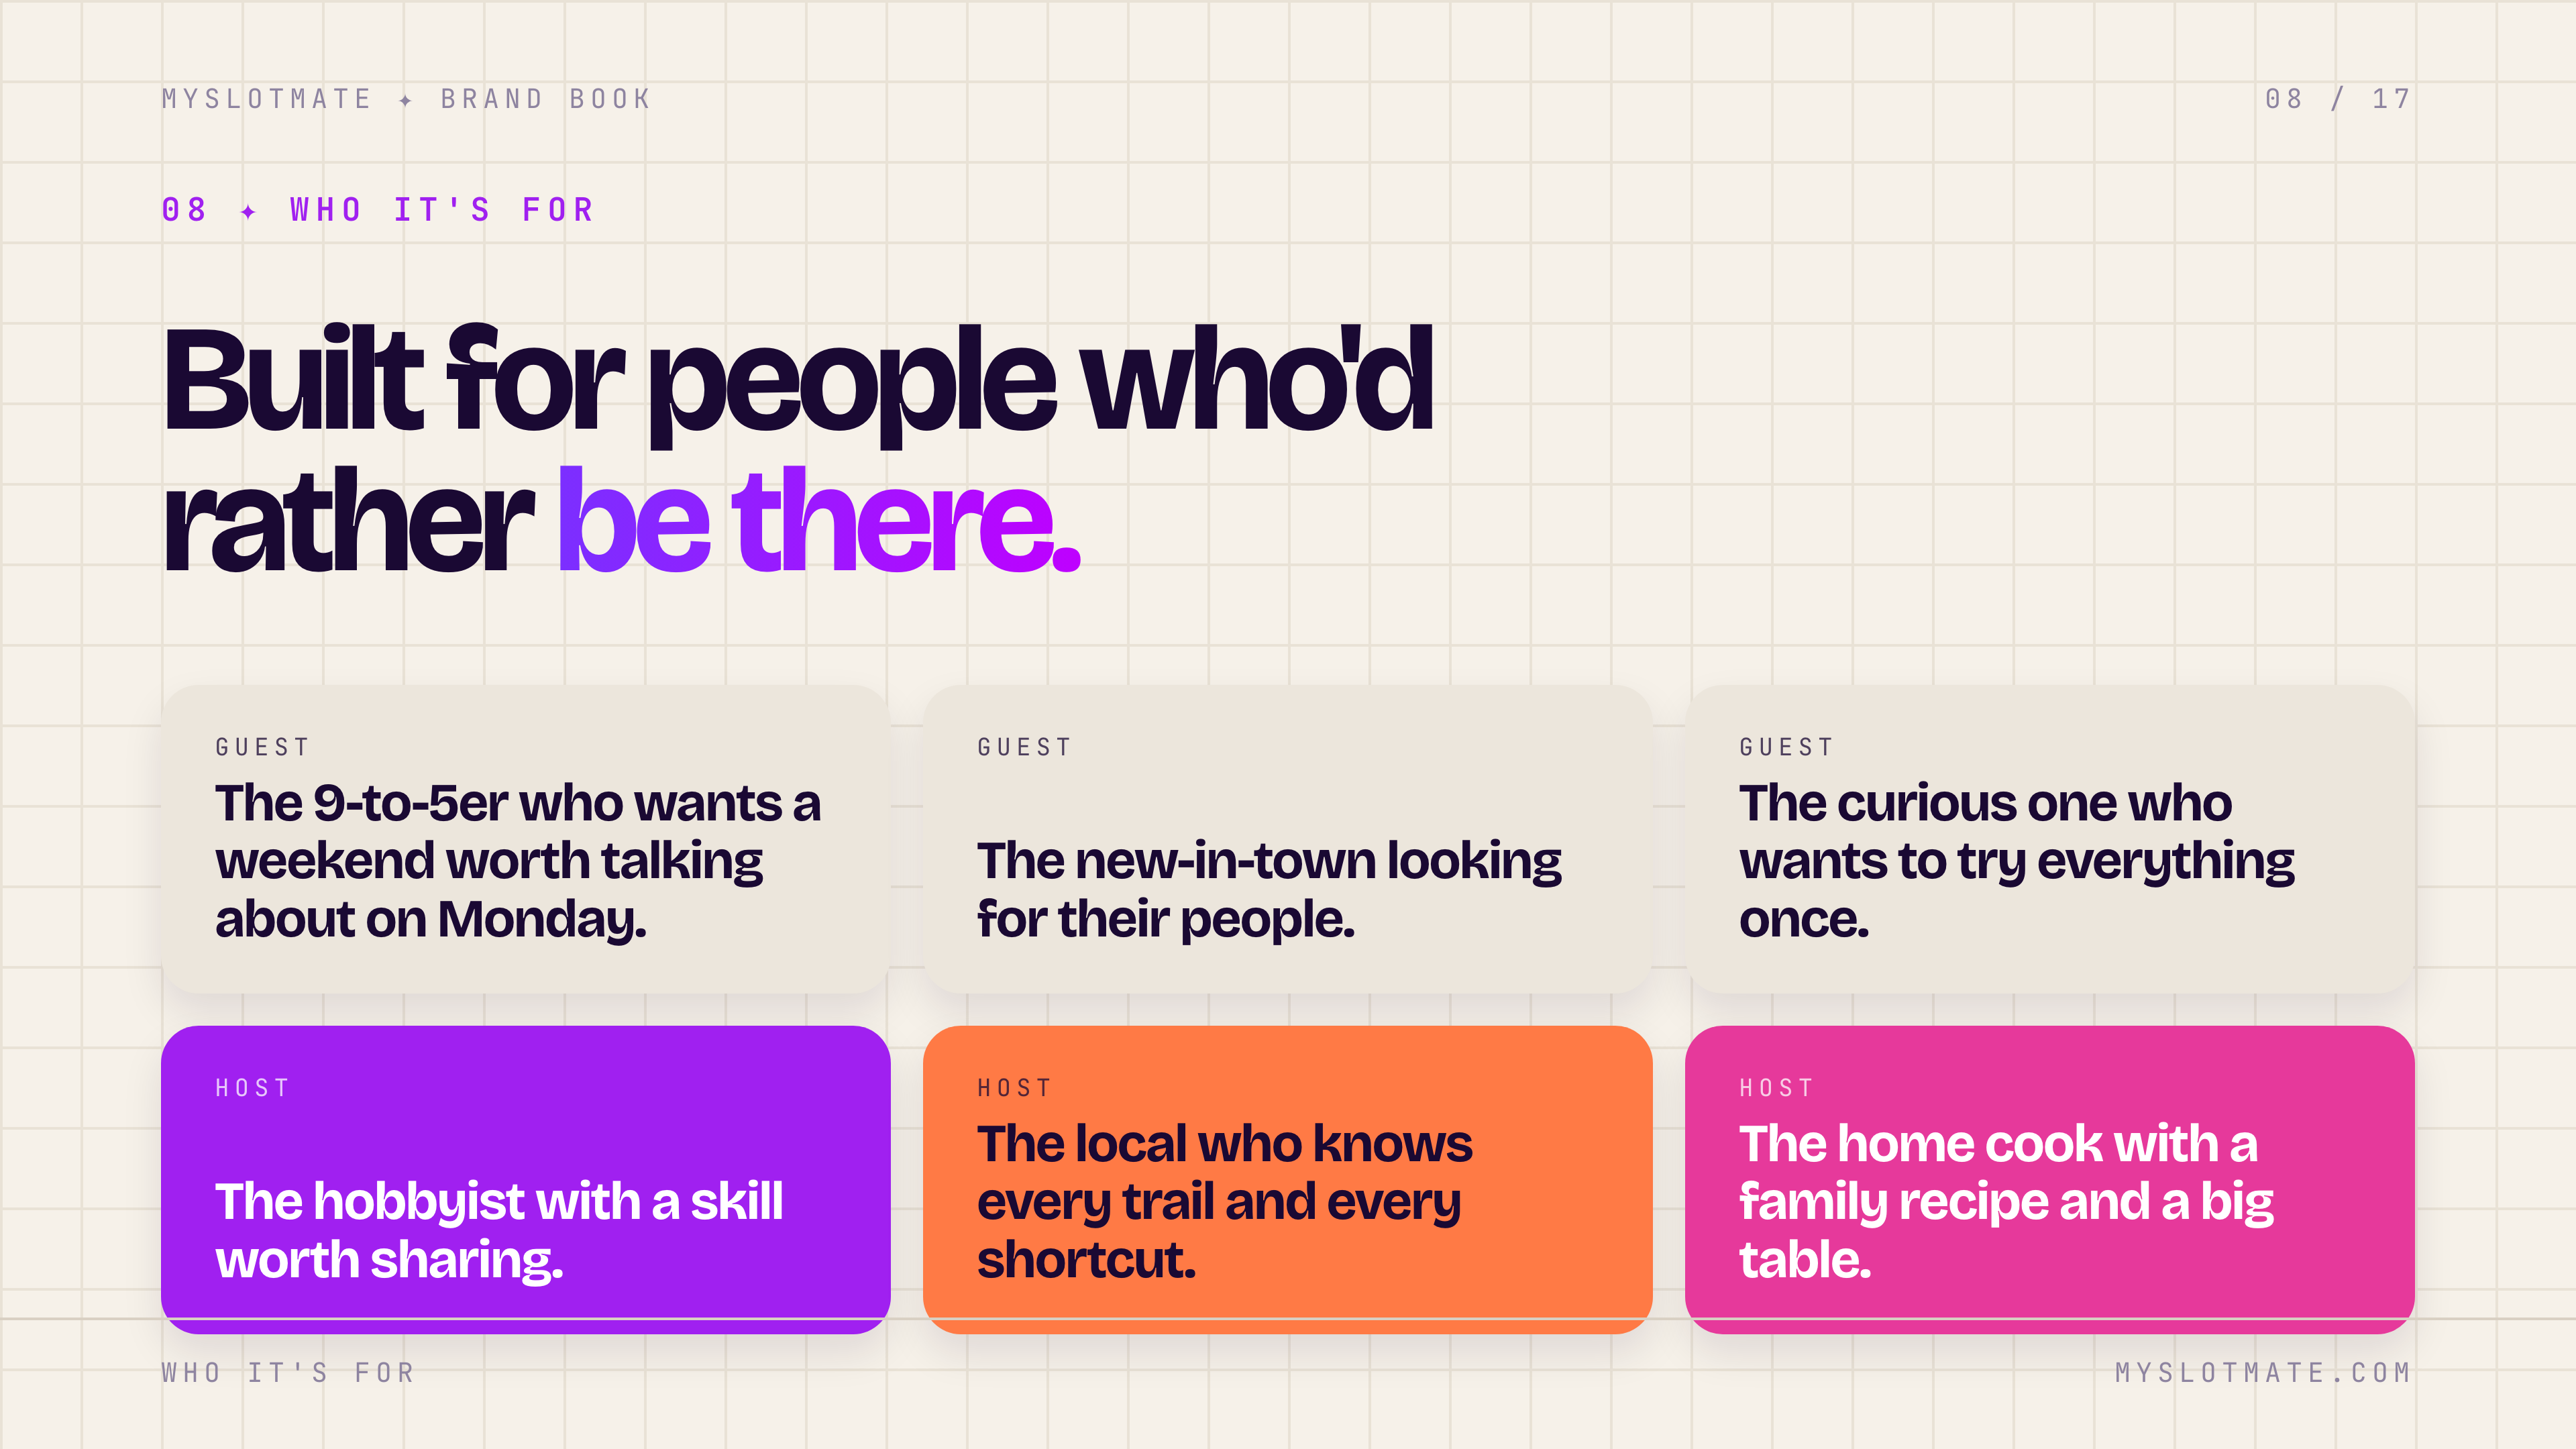 MYSLOTMATE ✦ BRAND BOOK
08 / 17
08 ✦ WHO IT'S FOR
Built for people who'd
rather be there.
GUEST
The 9-to-5er who wants a
weekend worth talking
about on Monday.
GUEST
The new-in-town looking
for their people.
GUEST
The curious one who
wants to try everything
once.
HOST
The hobbyist with a skill
worth sharing.
HOST
The local who knows
every trail and every
shortcut.
HOST
The home cook with a
family recipe and a big
table.
WHO IT'S FOR
MYSLOTMATE.COM